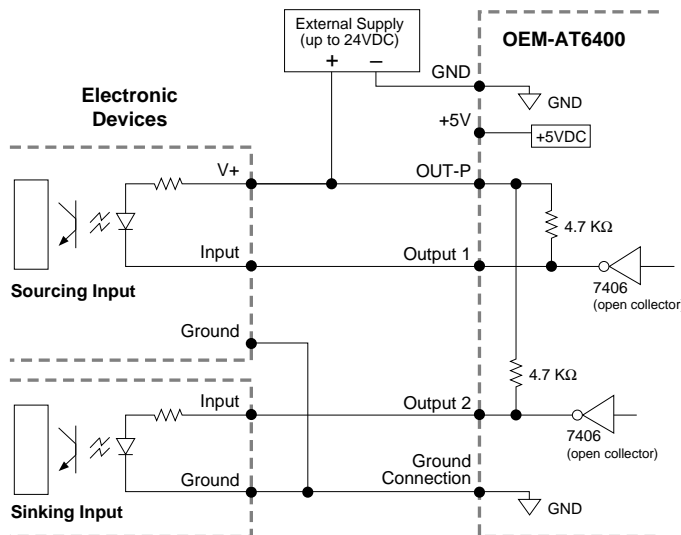 External Supply
(up to 24VDC)
+ –
OEM-AT6400
GND
GND
Electronic
Devices
+5V
+5VDC
V+
OUT-P
4.7 KΩ
Input
Output 1
7406
(open collector
Sourcing Input
Ground
4.7 KΩ
Input
Output 2
7406
(open collector)
Ground
Ground
Connection
GND
Sinking Input